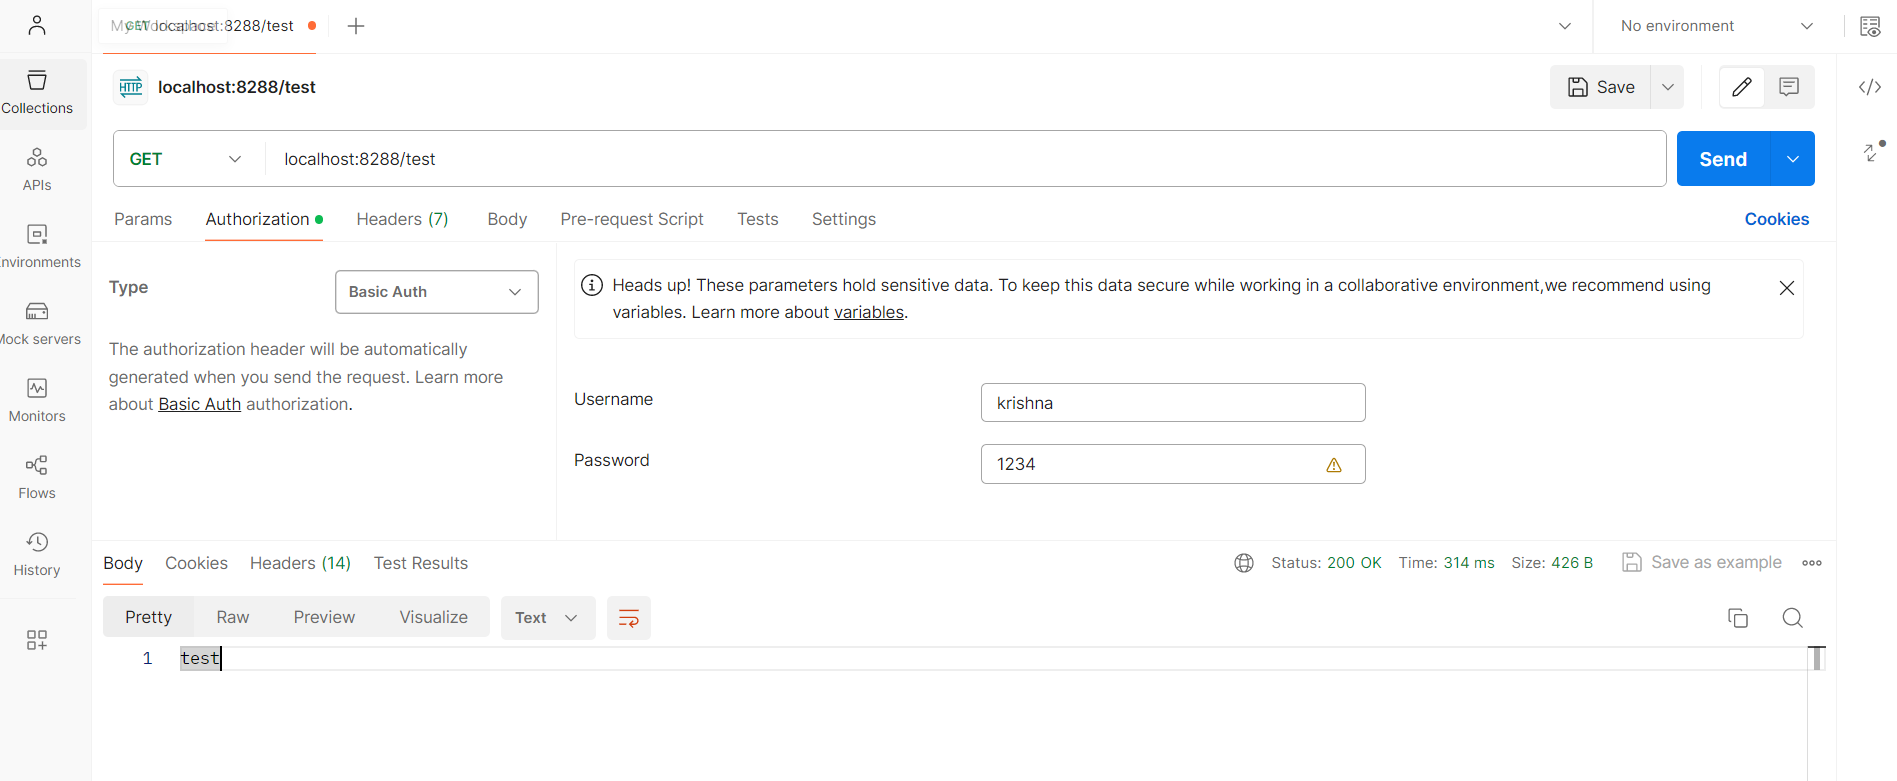 GET localhost:8288/test
No environment
HTTP localhost:8288/test
Save
Collections
GET localhost:8288/test
Send
APIs
Params Authorization Headers (7) Body Pre-request Script Tests Settings Cookies
nvironments
Type Basic Auth
Heads up! These parameters hold sensitive data. To keep this data secure while working in a collaborative environment,we recommend using
variables. Learn more about variables.
Mock servers
The authorization header will be automatically
generated when you send the request. Learn more
about Basic Auth authorization.
Username krishna
Monitors
Password 1234
Flows
History
Body Cookies Headers (14) Test Results Status: 200 OK Time: 314 ms Size: 426 B Save as example
Pretty Raw Preview Visualize Text
1 test